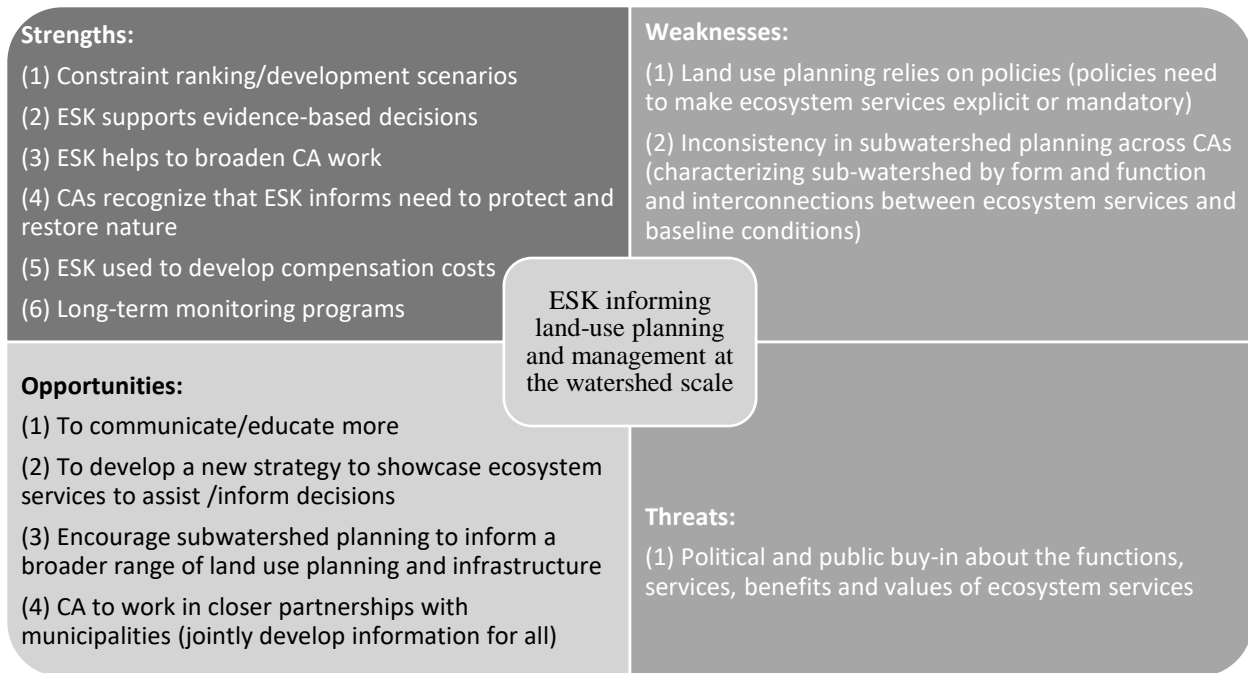 Strengths:
(1) Constraint ranking/development scenarios
(2) ESK supports evidence-based decisions
(3) ESK helps to broaden CA work
(4) CAs recognize that ESK informs need to protect and
restore nature
(5) ESK used to develop compensation costs
(6) Long-term monitoring programs
Weaknesses:
(1) Land use planning relies on policies (policies need
to make ecosystem services explicit or mandatory)
(2) Inconsistency in subwatershed planning across CAs
(characterizing sub-watershed by form and function
and interconnections between ecosystem services and
baseline conditions)
ESK informing
land-use planning
and management at
the watershed scale
Opportunities:
(1) To communicate/educate more
(2) To develop a new strategy to showcase ecosystem
services to assist /inform decisions
(3) Encourage subwatershed planning to inform a
broader range of land use planning and infrastructure
(4) CA to work in closer partnerships with
municipalities (jointly develop information for all)
Threats:
(1) Political and public buy-in about the functions,
services, benefits and values of ecosystem services